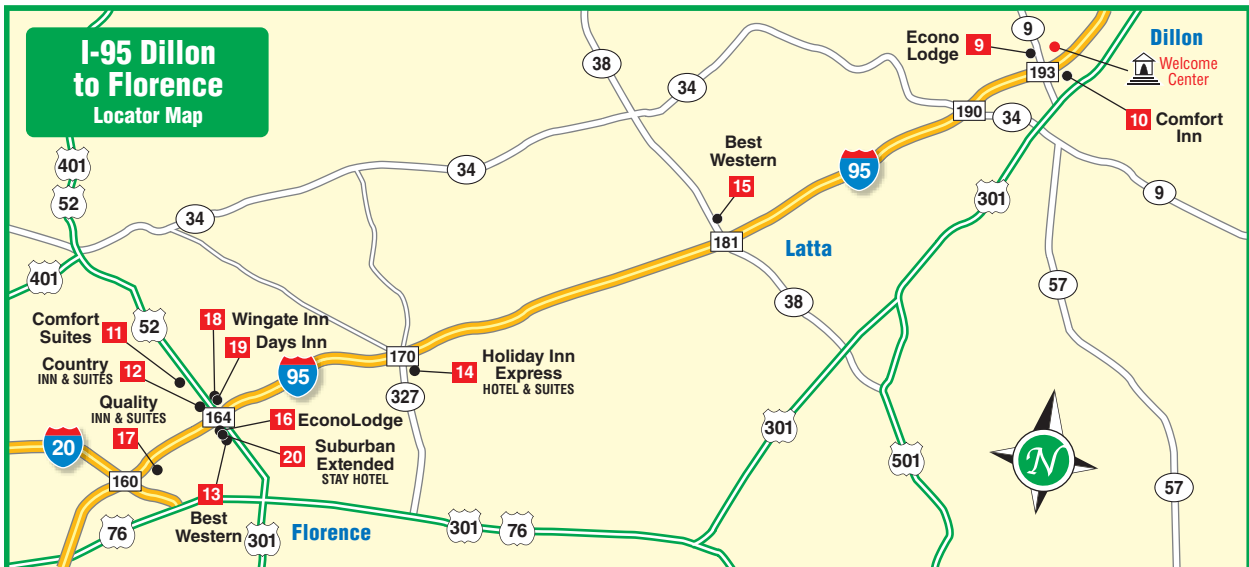 I-95 Dillon
to Florence
Locator Map
38
34
9
Econo
Lodge
9
Dillon
Welcome
Center
193
190
34
10
Comfort
Inn
401
52
34
Best
Western
15
95
9
301
34
181
Latta
401
57
38
Comfort
Suites
11
52
18
Wingate Inn
19
Days Inn
Country
INN & SUITES
12
95
170
14
Holiday Inn
Express
HOTEL & SUITES
327
Quality
INN & SUITES
17
164
16
EconoLodge
301
20
20
Suburban
Extended
STAY HOTEL
501
N
160
13
57
Best
Western
76
301
Florence
301
76